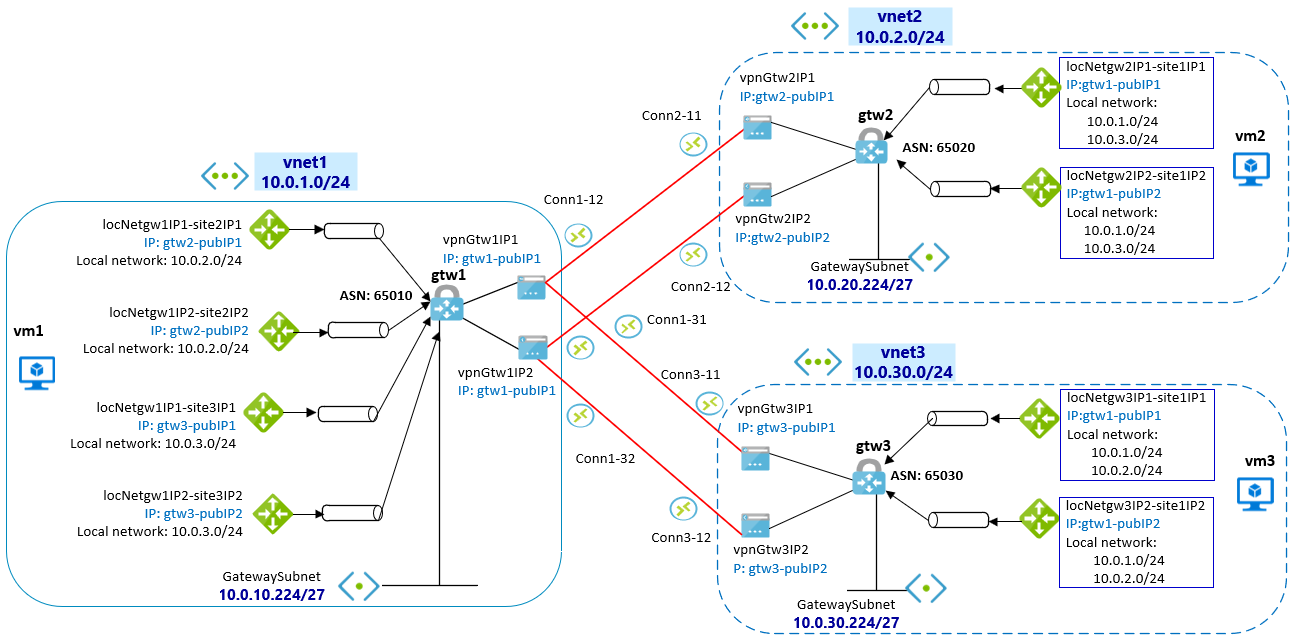 vnet2
10.0.2.0/24
vpnGtw2IP1
IP:gtw2-pubIP1
Conn2-11
gtw2
ASN: 65020
locNetgw2IP1-site1IP1
IP:gtw1-pubIP1
Local network:
10.0.1.0/24
10.0.3.0/24
vm2
locNetgw2IP2-site1IP2
IP:gtw1-pubIP2
Local network:
10.0.1.0/24
10.0.3.0/24
vpnGtw2IP2
IP:gtw2-pubIP2
Conn2-12
GatewaySubnet
10.0.20.224/27
vnet1
10.0.1.0/24
Conn1-12
locNetgw1IP1-site2IP1
IP: gtw2-pubIP1
Local network: 10.0.2.0/24
vpnGtw1IP1
IP: gtw1-pubIP1
gtw1
ASN: 65010
locNetgw1IP2-site2IP2
IP: gtw2-pubIP2
Local network: 10.0.2.0/24
vm1
vpnGtw1IP2
IP: gtw1-pubIP1
locNetgw1IP1-site3IP1
IP: gtw3-pubIP1
Local network: 10.0.3.0/24
locNetgw1IP2-site3IP2
IP: gtw3-pubIP2
Local network: 10.0.3.0/24
GatewaySubnet
10.0.10.224/27
Conn1-31
Conn3-11
Conn1-32
Conn3-12
vnet3
10.0.30.0/24
vpnGtw3IP1
IP: gtw3-pubIP1
gtw3
ASN: 65030
locNetgw3IP1-site1IP1
IP:gtw1-pubIP1
Local network:
10.0.1.0/24
10.0.2.0/24
vm3
locNetgw3IP2-site1IP2
IP:gtw1-pubIP2
Local network:
10.0.1.0/24
10.0.2.0/24
vpnGtw3IP2
P: gtw3-pubIP2
GatewaySubnet
10.0.30.224/27